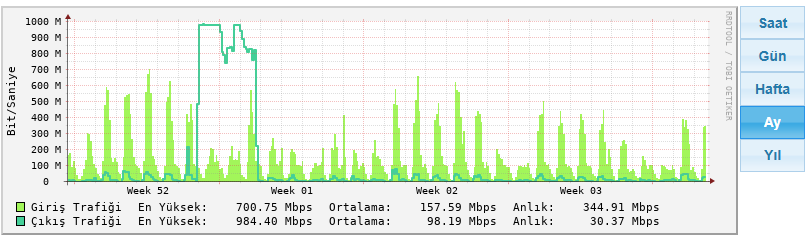 1000 M
900 M
800 M
700 M
600 M
500 M
400 M
300 M
200 M
100 M
0
Bit/Saniye
Week 52 Week 01 Week 02 Week 03
RRDTOOL / TOBI OETIKER
Giriş Trafiği En Yüksek: 700.75 Mbps Ortalama: 157.59 Mbps Anlık: 344.91 Mbps
Çıkış Trafiği En Yüksek: 984.40 Mbps Ortalama: 98.19 Mbps Anlık: 30.37 Mbps
Saat
Gün
Hafta
Ay
Yıl